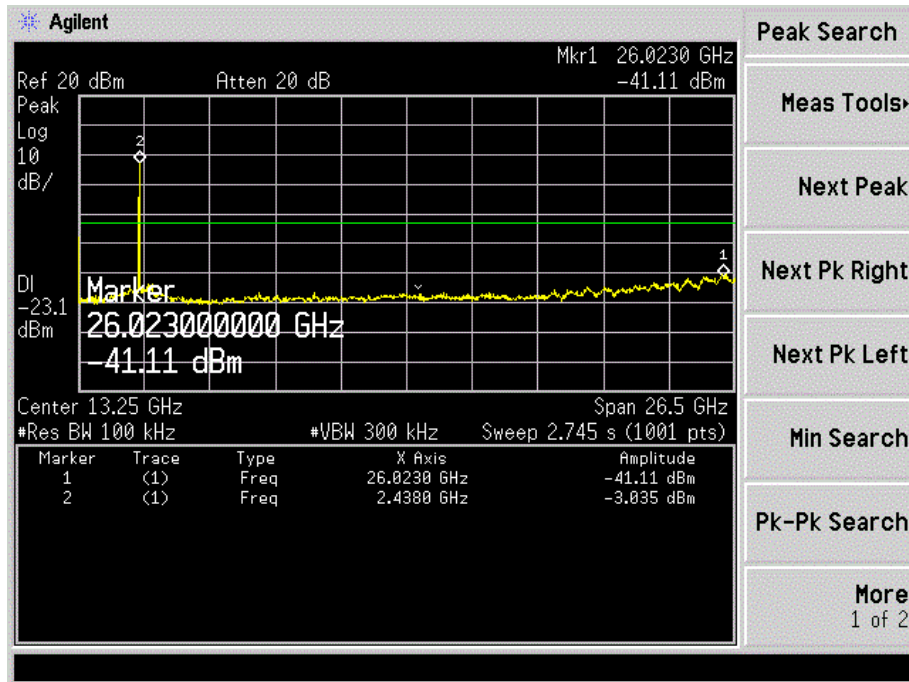 Agilent
Peak Search
Mkr1 26.0230 GHz
Ref 20 dBm Atten 20 dB -41.11 dBm
Peak
Log
10
dB/
2
1
DI
-23.1
dBm
Marker
26.023000000 GHz
-41.11 dBm
Center 13.25 GHz Span 26.5 GHz
#Res BW 100 kHz #VBW 300 kHz Sweep 2.745 s (1001 pts)
Marker Trace Type X Axis Amplitude
1 (1) Freq 26.0230 GHz -41.11 dBm
2 (1) Freq 2.4380 GHz -3.035 dBm
Meas Tools
Next Peak
Next Pk Right
Next Pk Left
Min Search
Pk-Pk Search
More
1 of 2